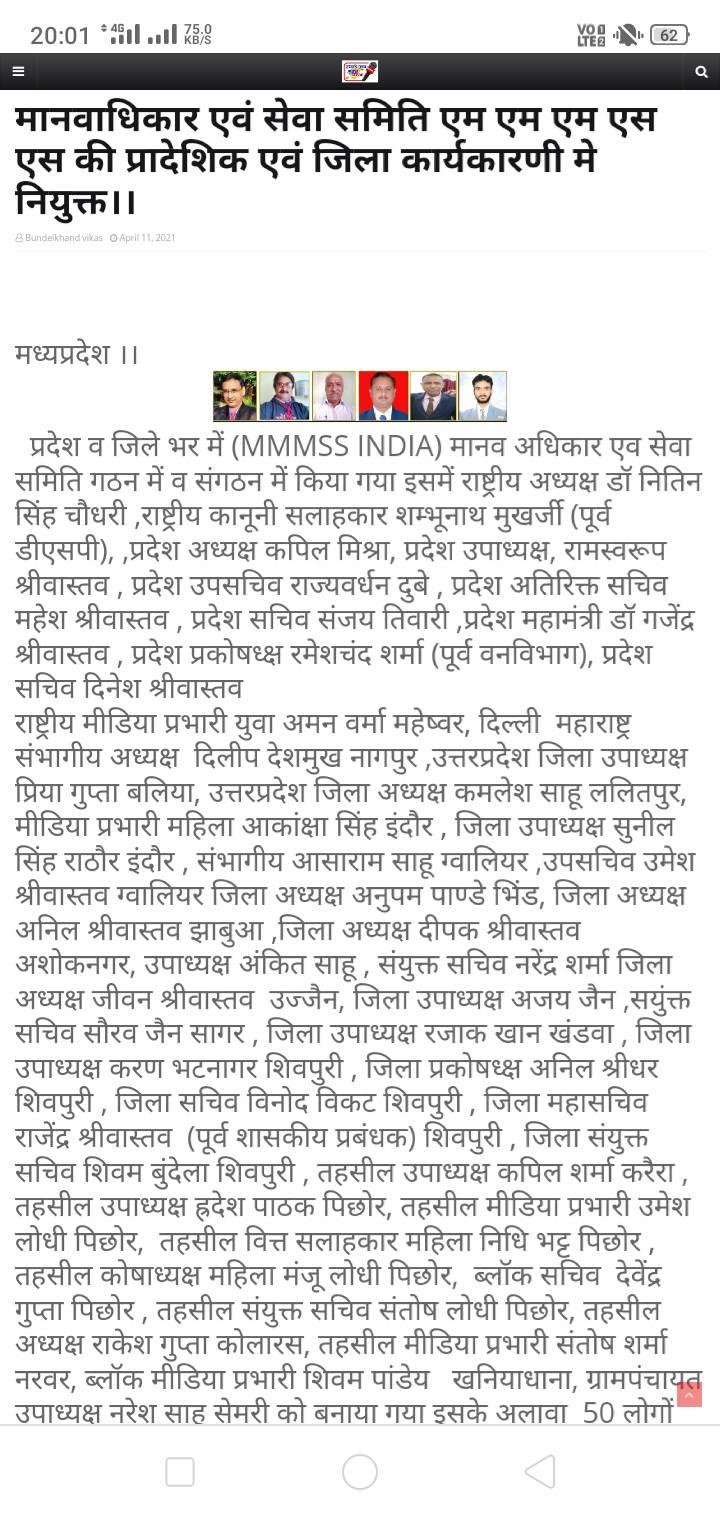 20:01 4G 75.0 KB/S VO LTE 62
मानवाधिकार एवं सेवा समिति एम एम एम एस
एस की प्रादेशिक एवं जिला कार्यकारणी मे
नियुक्त।।
Bundelkhand vikas April 11, 2021
मध्यप्रदेश ।।
प्रदेश व जिले भर में (MMMSS INDIA) मानव अधिकार एव सेवा
समिति गठन में व संगठन में किया गया इसमें राष्ट्रीय अध्यक्ष डॉ नितिन
सिंह चौधरी ,राष्ट्रीय कानूनी सलाहकार शम्भूनाथ मुखर्जी (पूर्व
डीएसपी), ,प्रदेश अध्यक्ष कपिल मिश्रा, प्रदेश उपाध्यक्ष, रामस्वरूप
श्रीवास्तव , प्रदेश उपसचिव राज्यवर्धन दुबे , प्रदेश अतिरिक्त सचिव
महेश श्रीवास्तव , प्रदेश सचिव संजय तिवारी ,प्रदेश महामंत्री डॉ गजेंद्र
श्रीवास्तव , प्रदेश प्रकोषध्क्ष रमेशचंद शर्मा (पूर्व वनविभाग), प्रदेश
सचिव दिनेश श्रीवास्तव
राष्ट्रीय मीडिया प्रभारी युवा अमन वर्मा महेष्वर, दिल्ली महाराष्ट्र
संभागीय अध्यक्ष दिलीप देशमुख नागपुर ,उत्तरप्रदेश जिला उपाध्यक्ष
प्रिया गुप्ता बलिया, उत्तरप्रदेश जिला अध्यक्ष कमलेश साहू ललितपुर,
मीडिया प्रभारी महिला आकांक्षा सिंह इंदौर , जिला उपाध्यक्ष सुनील
सिंह राठौर इंदौर , संभागीय आसाराम साहू ग्वालियर ,उपसचिव उमेश
श्रीवास्तव ग्वालियर जिला अध्यक्ष अनुपम पाण्डे भिंड, जिला अध्यक्ष
अनिल श्रीवास्तव झाबुआ ,जिला अध्यक्ष दीपक श्रीवास्तव
अशोकनगर, उपाध्यक्ष अंकित साहू , संयुक्त सचिव नरेंद्र शर्मा जिला
अध्यक्ष जीवन श्रीवास्तव उज्जैन, जिला उपाध्यक्ष अजय जैन ,सयुंक्त
सचिव सौरव जैन सागर , जिला उपाध्यक्ष रजाक खान खंडवा , जिला
उपाध्यक्ष करण भटनागर शिवपुरी , जिला प्रकोषध्क्ष अनिल श्रीधर
शिवपुरी , जिला सचिव विनोद विकट शिवपुरी , जिला महासचिव
राजेंद्र श्रीवास्तव (पूर्व शासकीय प्रबंधक) शिवपुरी , जिला संयुक्त
सचिव शिवम बुंदेला शिवपुरी , तहसील उपाध्यक्ष कपिल शर्मा करैरा ,
तहसील उपाध्यक्ष ह्रदेश पाठक पिछोर, तहसील मीडिया प्रभारी उमेश
लोधी पिछोर, तहसील वित्त सलाहकार महिला निधि भट्ट पिछोर ,
तहसील कोषाध्यक्ष महिला मंजू लोधी पिछोर, ब्लॉक सचिव देवेंद्र
गुप्ता पिछोर , तहसील संयुक्त सचिव संतोष लोधी पिछोर, तहसील
अध्यक्ष राकेश गुप्ता कोलारस, तहसील मीडिया प्रभारी संतोष शर्मा
नरवर, ब्लॉक मीडिया प्रभारी शिवम पांडेय खनियाधाना, ग्रामपंचायत
उपाध्यक्ष नरेश साहू सेमरी को बनाया गया इसके अलावा 50 लोगों